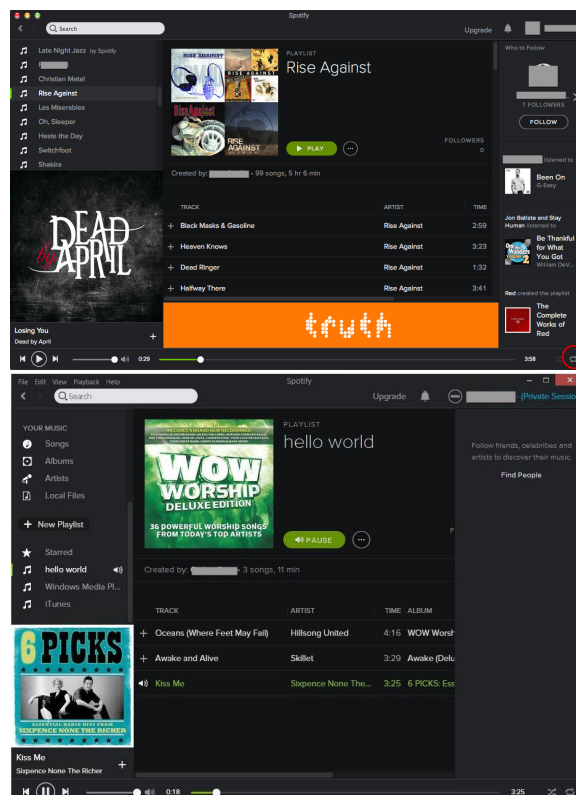 Spotify
Search
Upgrade
Late Night Jazz by Spotify
Christian Metal
Rise Against
Les Miserables
Oh, Sleeper
Haste the Day
Switchfoot
Shakira
RISE AGAINST
RISE AGAINST
Rise Against
RISE AGAINST
PLAYLIST
Rise Against
PLAY
FOLLOWERS
0
Created by:
• 99 songs, 5 hr 6 min
TRACK ARTIST TIME
+ Black Masks & Gasoline Rise Against 2:59
+ Heaven Knows Rise Against 3:23
+ Dead Ringer Rise Against 1:32
+ Halfway There Rise Against 3:41
Who to Follow
7 FOLLOWERS
FOLLOW
listened to
Been On
G-Eazy
Jon Batiste and Stay
Human listened to
Be Thankful
for What
You Got
William DeV...
Red created the playlist
The
Complete
Works of
Red
DEAD
by
APRIL
truth
Losing You
Dead by April
+
0:29
3:58
File Edit View Playback Help
Spotify
Search
Upgrade
(Private Sessio
YOUR MUSIC
Songs
Albums
Artists
Local Files
+ New Playlist
Starred
hello world
Windows Media Pl...
iTunes
WOW
WORSHIP
DELUXE EDITION
36 POWERFUL WORSHIP SONGS
FROM TODAY'S TOP ARTISTS
PLAYLIST
hello world
PAUSE
F
Created by:
• 3 songs, 11 min
TRACK ARTIST TIME ALBUM
+ Oceans (Where Feet May Fail) Hillsong United 4:16 WOW Worsh
+ Awake and Alive Skillet 3:29 Awake (Delu
Kiss Me Sixpence None The... 3:25 6 PICKS: Ess
Follow friends, celebrities and
artists to discover their music.
Find People
6 PICKS
ESSENTIAL RADIO HITS FROM
SIXPENCE NONE THE RICHER
Kiss Me
Sixpence None The Richer
+
0:18
3:25